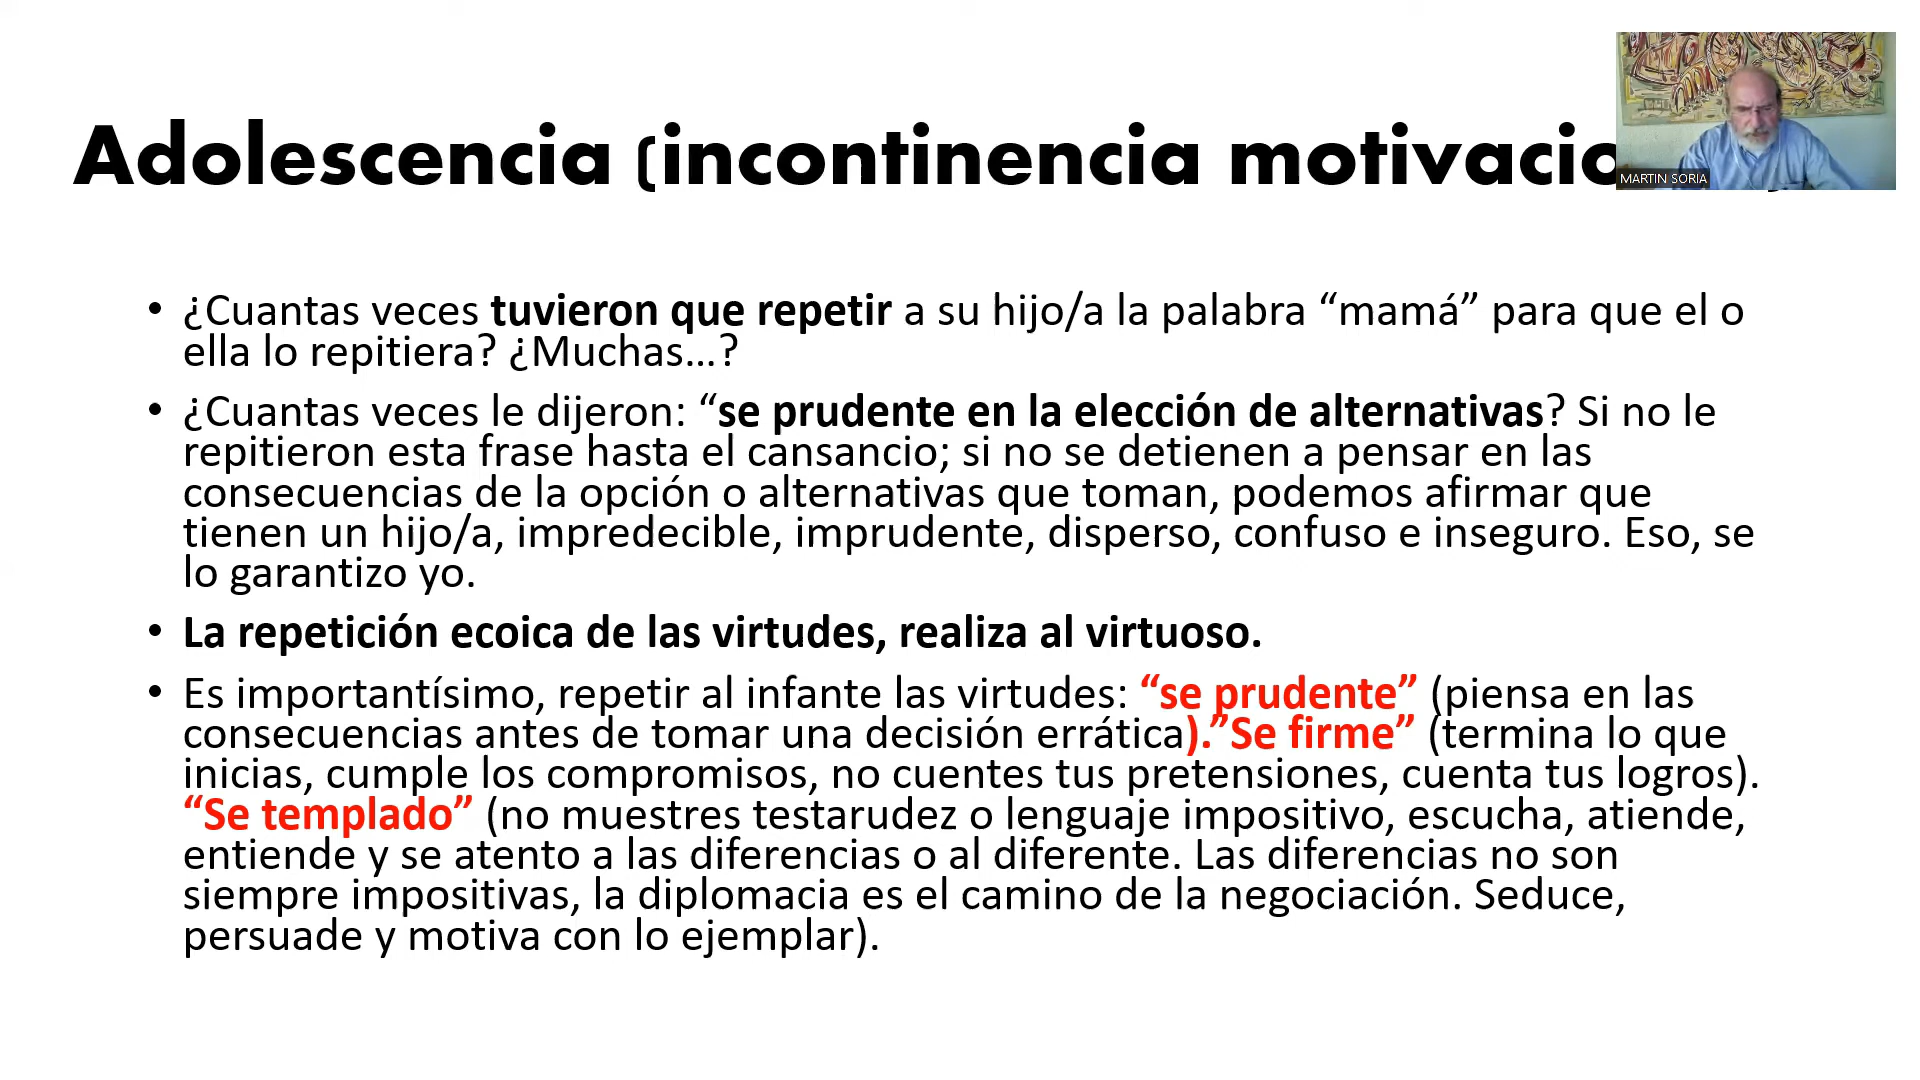 Adolescencia (incontinencia motivacio
MARTIN SORIA
• ¿Cuantas veces tuvieron que repetir a su hijo/a la palabra “mamá” para que el o
ella lo repitiera? ¿Muchas…?
• ¿Cuantas veces le dijeron: “se prudente en la elección de alternativas? Si no le
repitieron esta frase hasta el cansancio; si no se detienen a pensar en las
consecuencias de la opción o alternativas que toman, podemos afirmar que
tienen un hijo/a, impredecible, imprudente, disperso, confuso e inseguro. Eso, se
lo garantizo yo.
• La repetición ecoica de las virtudes, realiza al virtuoso.
• Es importantísimo, repetir al infante las virtudes: “se prudente” (piensa en las
consecuencias antes de tomar una decisión errática).”Se firme” (termina lo que
inicias, cumple los compromisos, no cuentes tus pretensiones, cuenta tus logros).
“Se templado” (no muestres testarudez o lenguaje impositivo, escucha, atiende,
entiende y se atento a las diferencias o al diferente. Las diferencias no son
siempre impositivas, la diplomacia es el camino de la negociación. Seduce,
persuade y motiva con lo ejemplar).